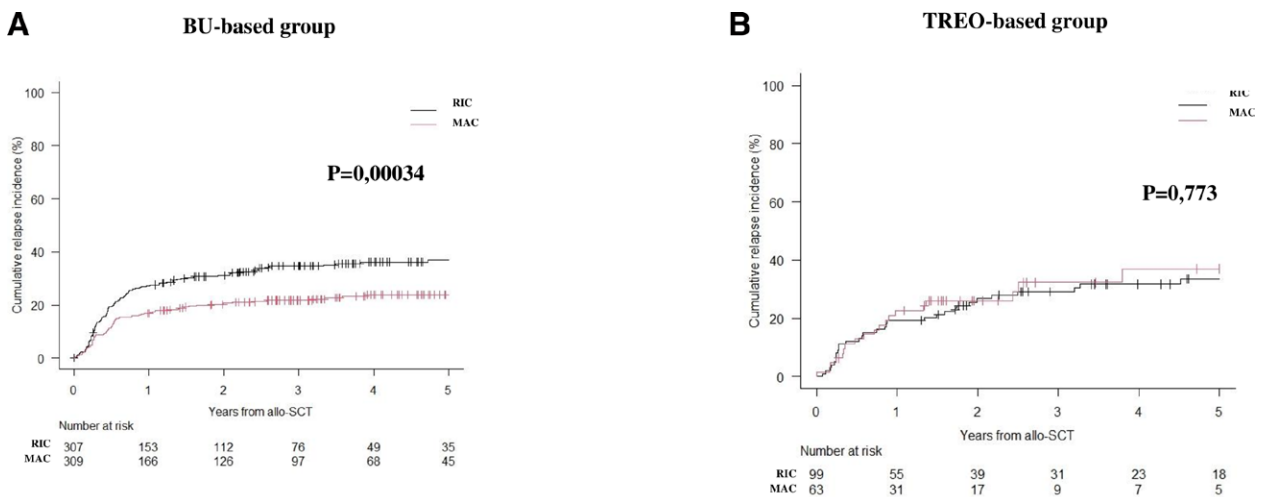 A
BU-based group
100
80
60
40
20
0
Cumulative relapse incidence (%)
RIC
MAC
P=0,00034
0 1 2 3 4 5
Years from allo-SCT
Number at risk
RIC 307 153 112 76 49 35
MAC 309 166 126 97 68 45
B
TREO-based group
100
80
60
40
20
0
Cumulative relapse incidence (%)
RIC
MAC
P=0,773
0 1 2 3 4 5
Years from allo-SCT
Number at risk
RIC 99 55 39 31 23 18
MAC 63 31 17 9 7 5